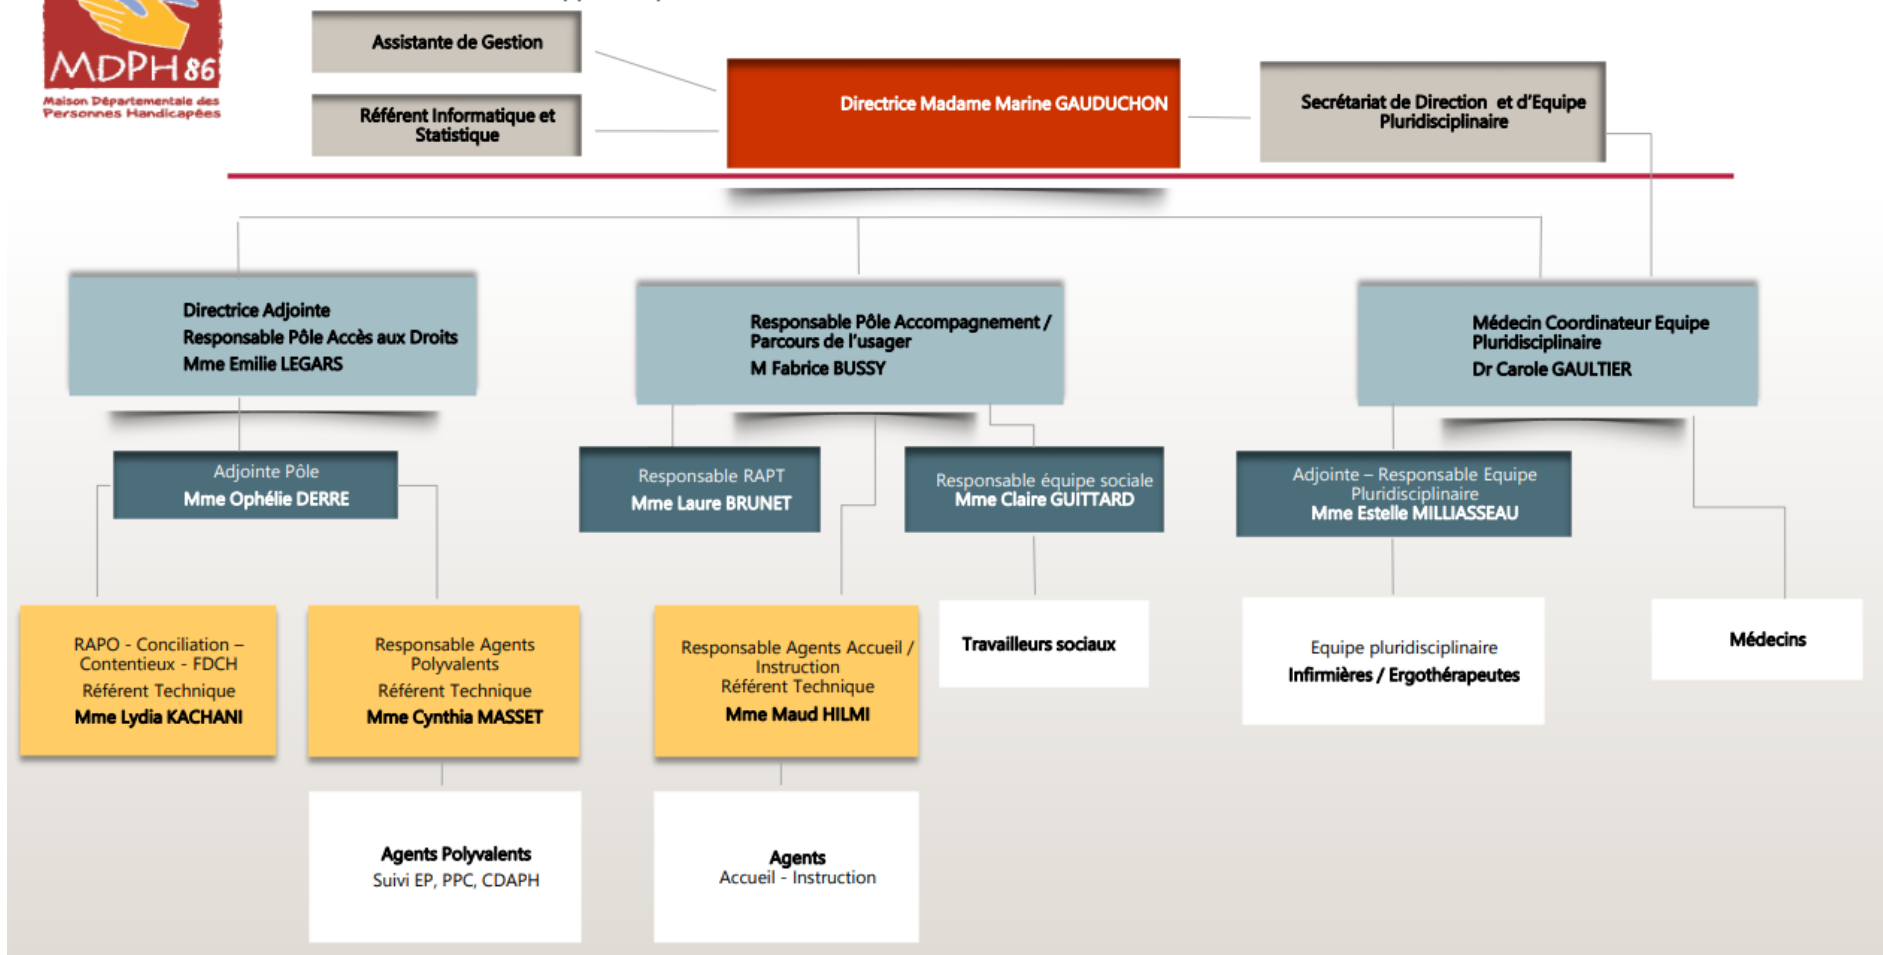 MDPH 86
Maison Départementale des
Personnes Handicapées
Assistante de Gestion
Référent Informatique et
Statistique
Directrice Madame Marine GAUDUCHON
Secrétariat de Direction et d'Equipe
Pluridisciplinaire
Directrice Adjointe
Responsable Pôle Accès aux Droits
Mme Emilie LEGARS
Responsable Pôle Accompagnement /
Parcours de l'usager
M Fabrice BUSSY
Médecin Coordinateur Equipe
Pluridisciplinaire
Dr Carole GAULTIER
Adjointe Pôle
Mme Ophélie DERRE
Responsable RAPT
Mme Laure BRUNET
Responsable équipe sociale
Mme Claire GUITTARD
Adjointe – Responsable Equipe
Pluridisciplinaire
Mme Estelle MILLIASSEAU
RAPO - Conciliation –
Contentieux - FDCH
Référent Technique
Mme Lydia KACHANI
Responsable Agents
Polyvalents
Référent Technique
Mme Cynthia MASSET
Responsable Agents Accueil /
Instruction
Référent Technique
Mme Maud HILMI
Travailleurs sociaux
Equipe pluridisciplinaire
Infirmières / Ergothérapeutes
Médecins
Agents Polyvalents
Suivi EP, PPC, CDAPH
Agents
Accueil - Instruction